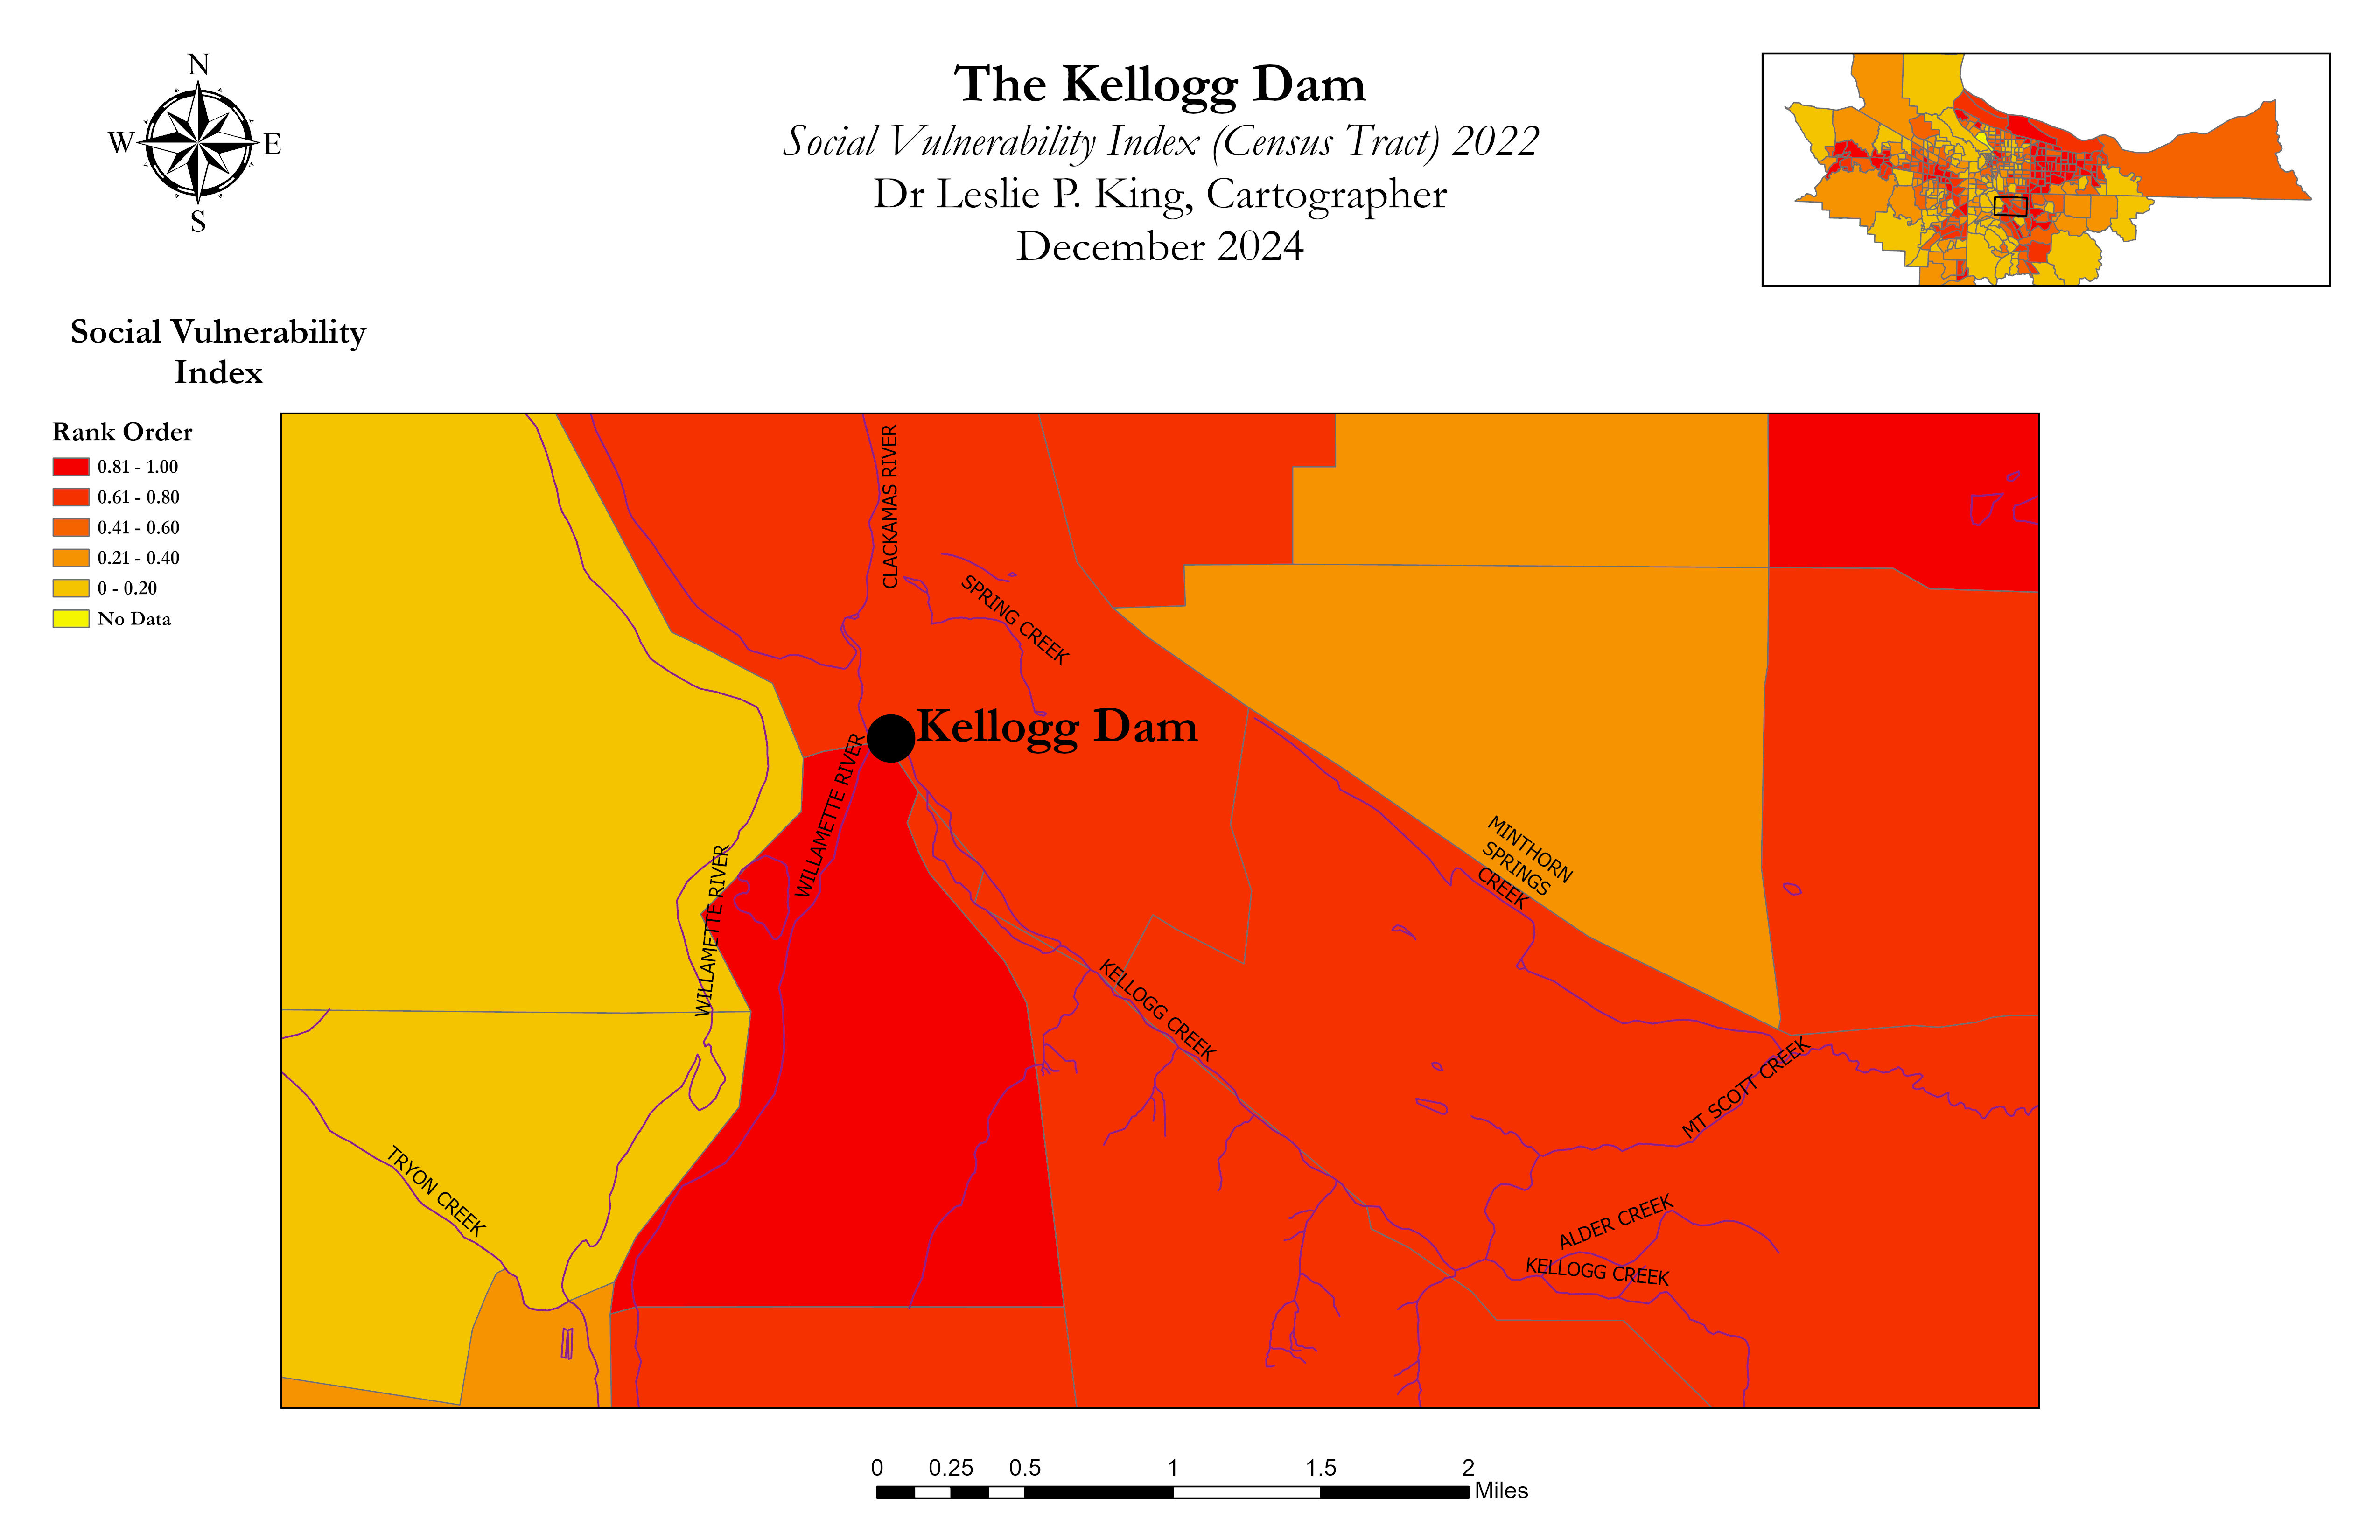 N
W E
S
The Kellogg Dam
Social Vulnerability Index (Census Tract) 2022
Dr Leslie P. King, Cartographer
December 2024
Social Vulnerability
Index
Rank Order
0.81 - 1.00
0.61 - 0.80
0.41 - 0.60
0.21 - 0.40
0 - 0.20
No Data
CLACKAMAS RIVER
SPRING CREEK
Kellogg Dam
WILLAMETTE RIVER
WILLAMETTE RIVER
MINTHORN
SPRINGS
CREEK
KELLOGG CREEK
MT SCOTT CREEK
TRYON CREEK
ALDER CREEK
KELLOGG CREEK
0 0.25 0.5 1 1.5 2
Miles